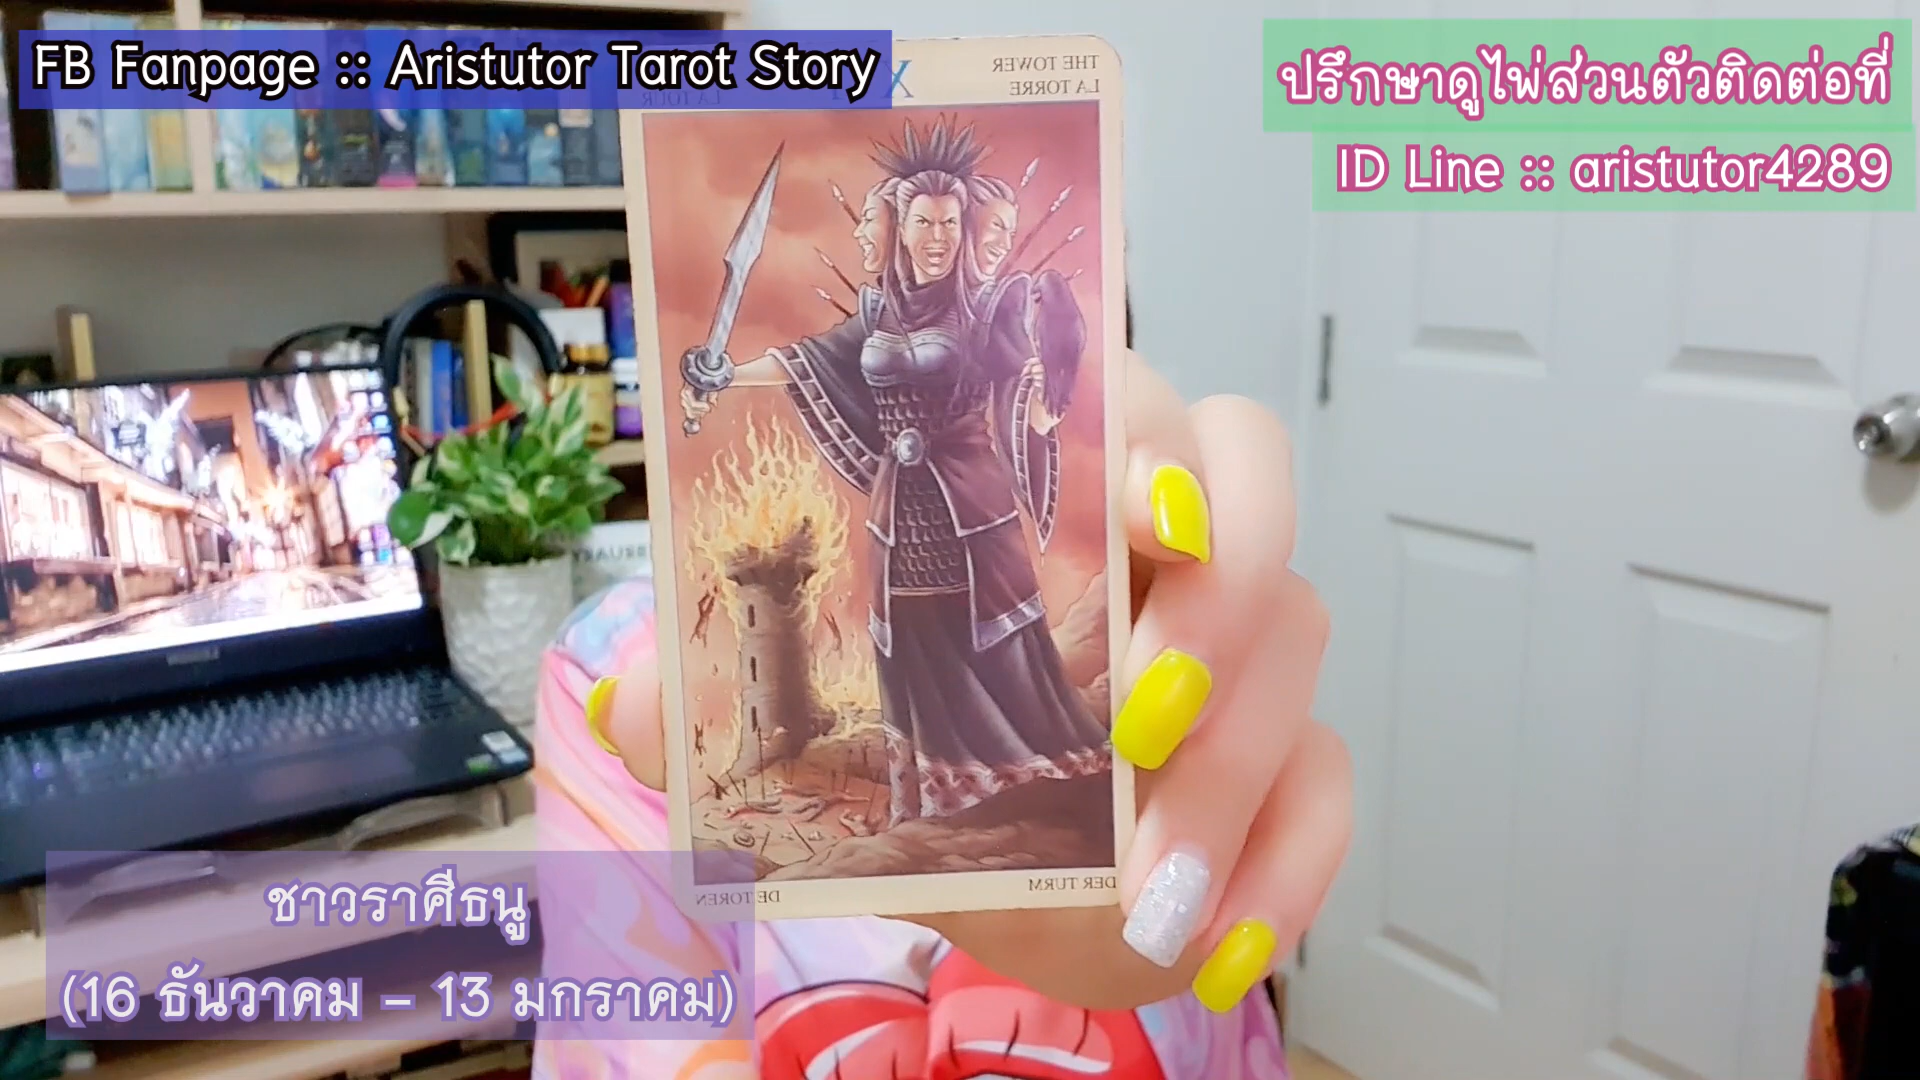 FB Fanpage :: Aristutor Tarot Story
ปรึกษาดูไพ่ส่วนตัวติดต่อที่
ID Line :: aristutor4289
THE TOWER
LA TORRE
LA TOUR
DER TURM
DE TOREN
ชาวราศีธนู
(16 ธันวาคม – 13 มกราคม)